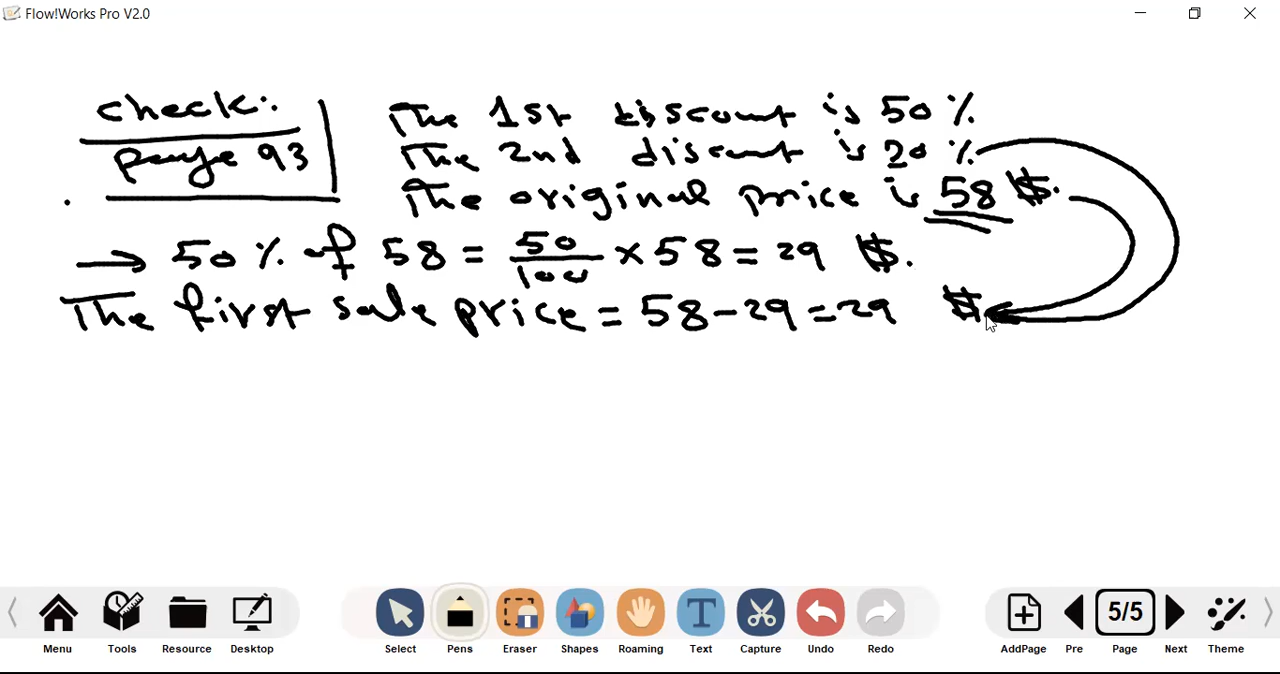 Flow!Works Pro V2.0
check:
page 93
The 1st discount is 50 %
The 2nd discount is 20 %
. The original price is 58 $.
→ 50 % of 58 = 50/100 × 58 = 29 $.
The first sale price = 58 - 29 = 29 $
Menu Tools Resource Desktop Select Pens Eraser Shapes Roaming Text Capture Undo Redo AddPage Pre 5/5 Page Next Theme